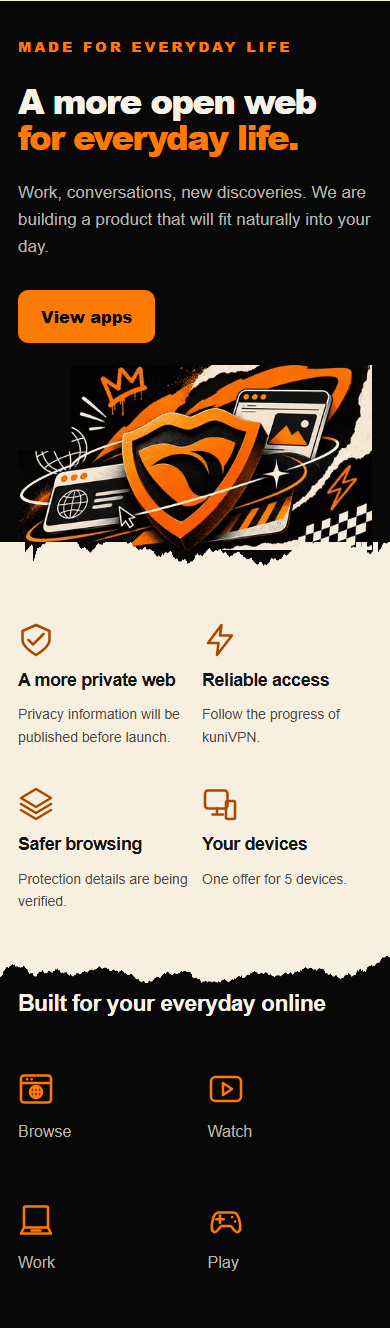 MADE FOR EVERYDAY LIFE
A more open web
for everyday life.
Work, conversations, new discoveries. We are
building a product that will fit naturally into your
day.
View apps
A more private web
Privacy information will be
published before launch.
Reliable access
Follow the progress of
kuniVPN.
Safer browsing
Protection details are being
verified.
Your devices
One offer for 5 devices.
Built for your everyday online
Browse
Watch
Work
Play